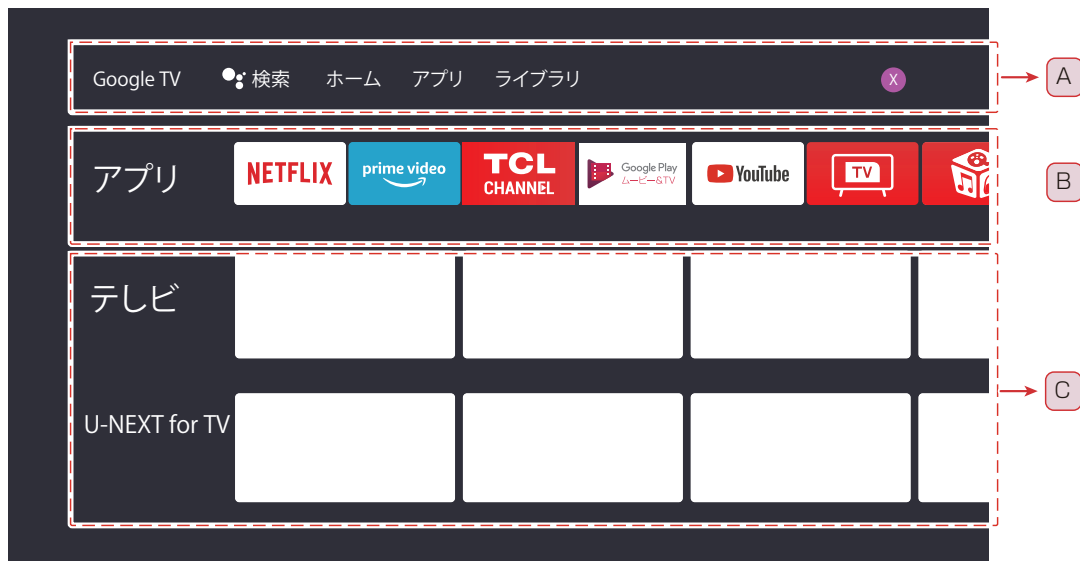 Google TV 検索 ホーム アプリ ライブラリ X
A
アプリ NETFLIX prime video TCL CHANNEL Google Play ムービー&TV YouTube TV
B
テレビ
C
U-NEXT for TV